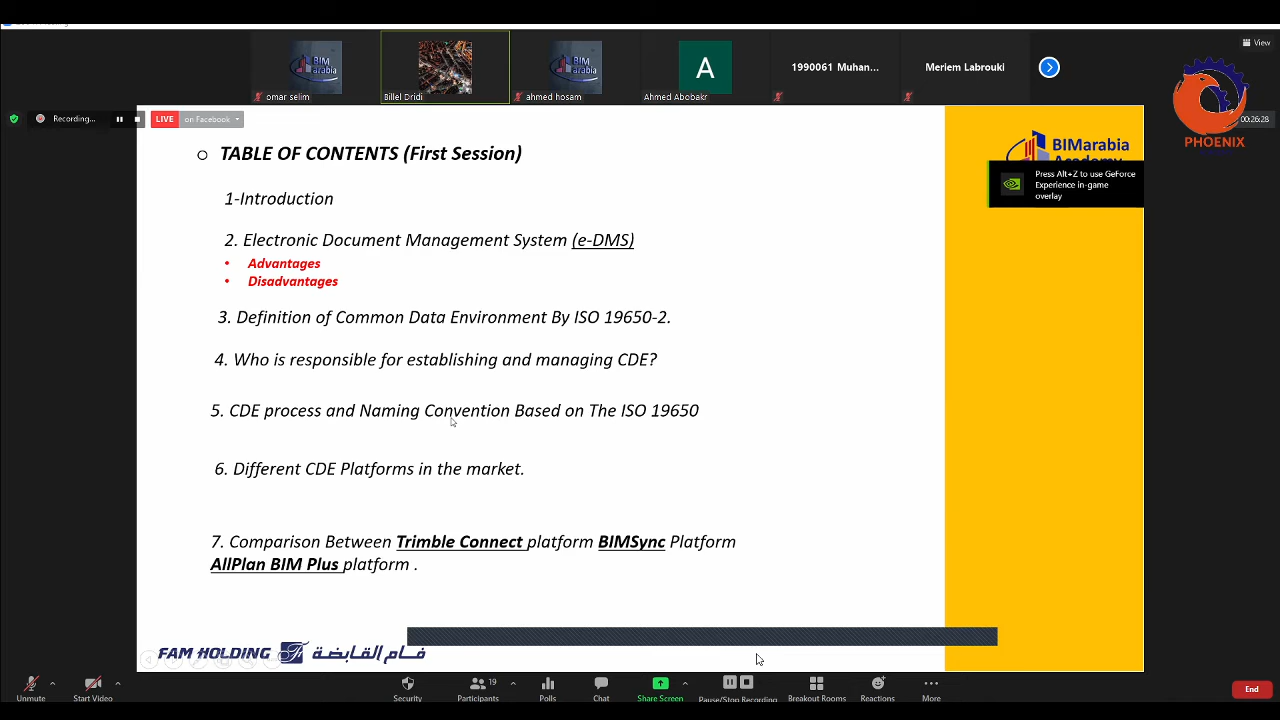 View
BIM
arabia
BIM
arabia
A
1990061 Muhan...
Meriem Labrouki
omar selim
Billel Dridi
ahmed hosam
Ahmed Abobakr
PHOENIX
Recording...
LIVE on Facebook
00:26:28
TABLE OF CONTENTS (First Session)
BIMarabia
Academy
Press Alt+Z to use GeForce
Experience in-game
overlay
1-Introduction
2. Electronic Document Management System (e-DMS)
• Advantages
• Disadvantages
3. Definition of Common Data Environment By ISO 19650-2.
4. Who is responsible for establishing and managing CDE?
5. CDE process and Naming Convention Based on The ISO 19650
6. Different CDE Platforms in the market.
7. Comparison Between Trimble Connect platform BIMSync Platform
AllPlan BIM Plus platform .
FAM HOLDING فام القابضة
Unmute
Start Video
Security
Participants 19
Polls
Chat
Share Screen
Pause/Stop Recording
Breakout Rooms
Reactions
More
End